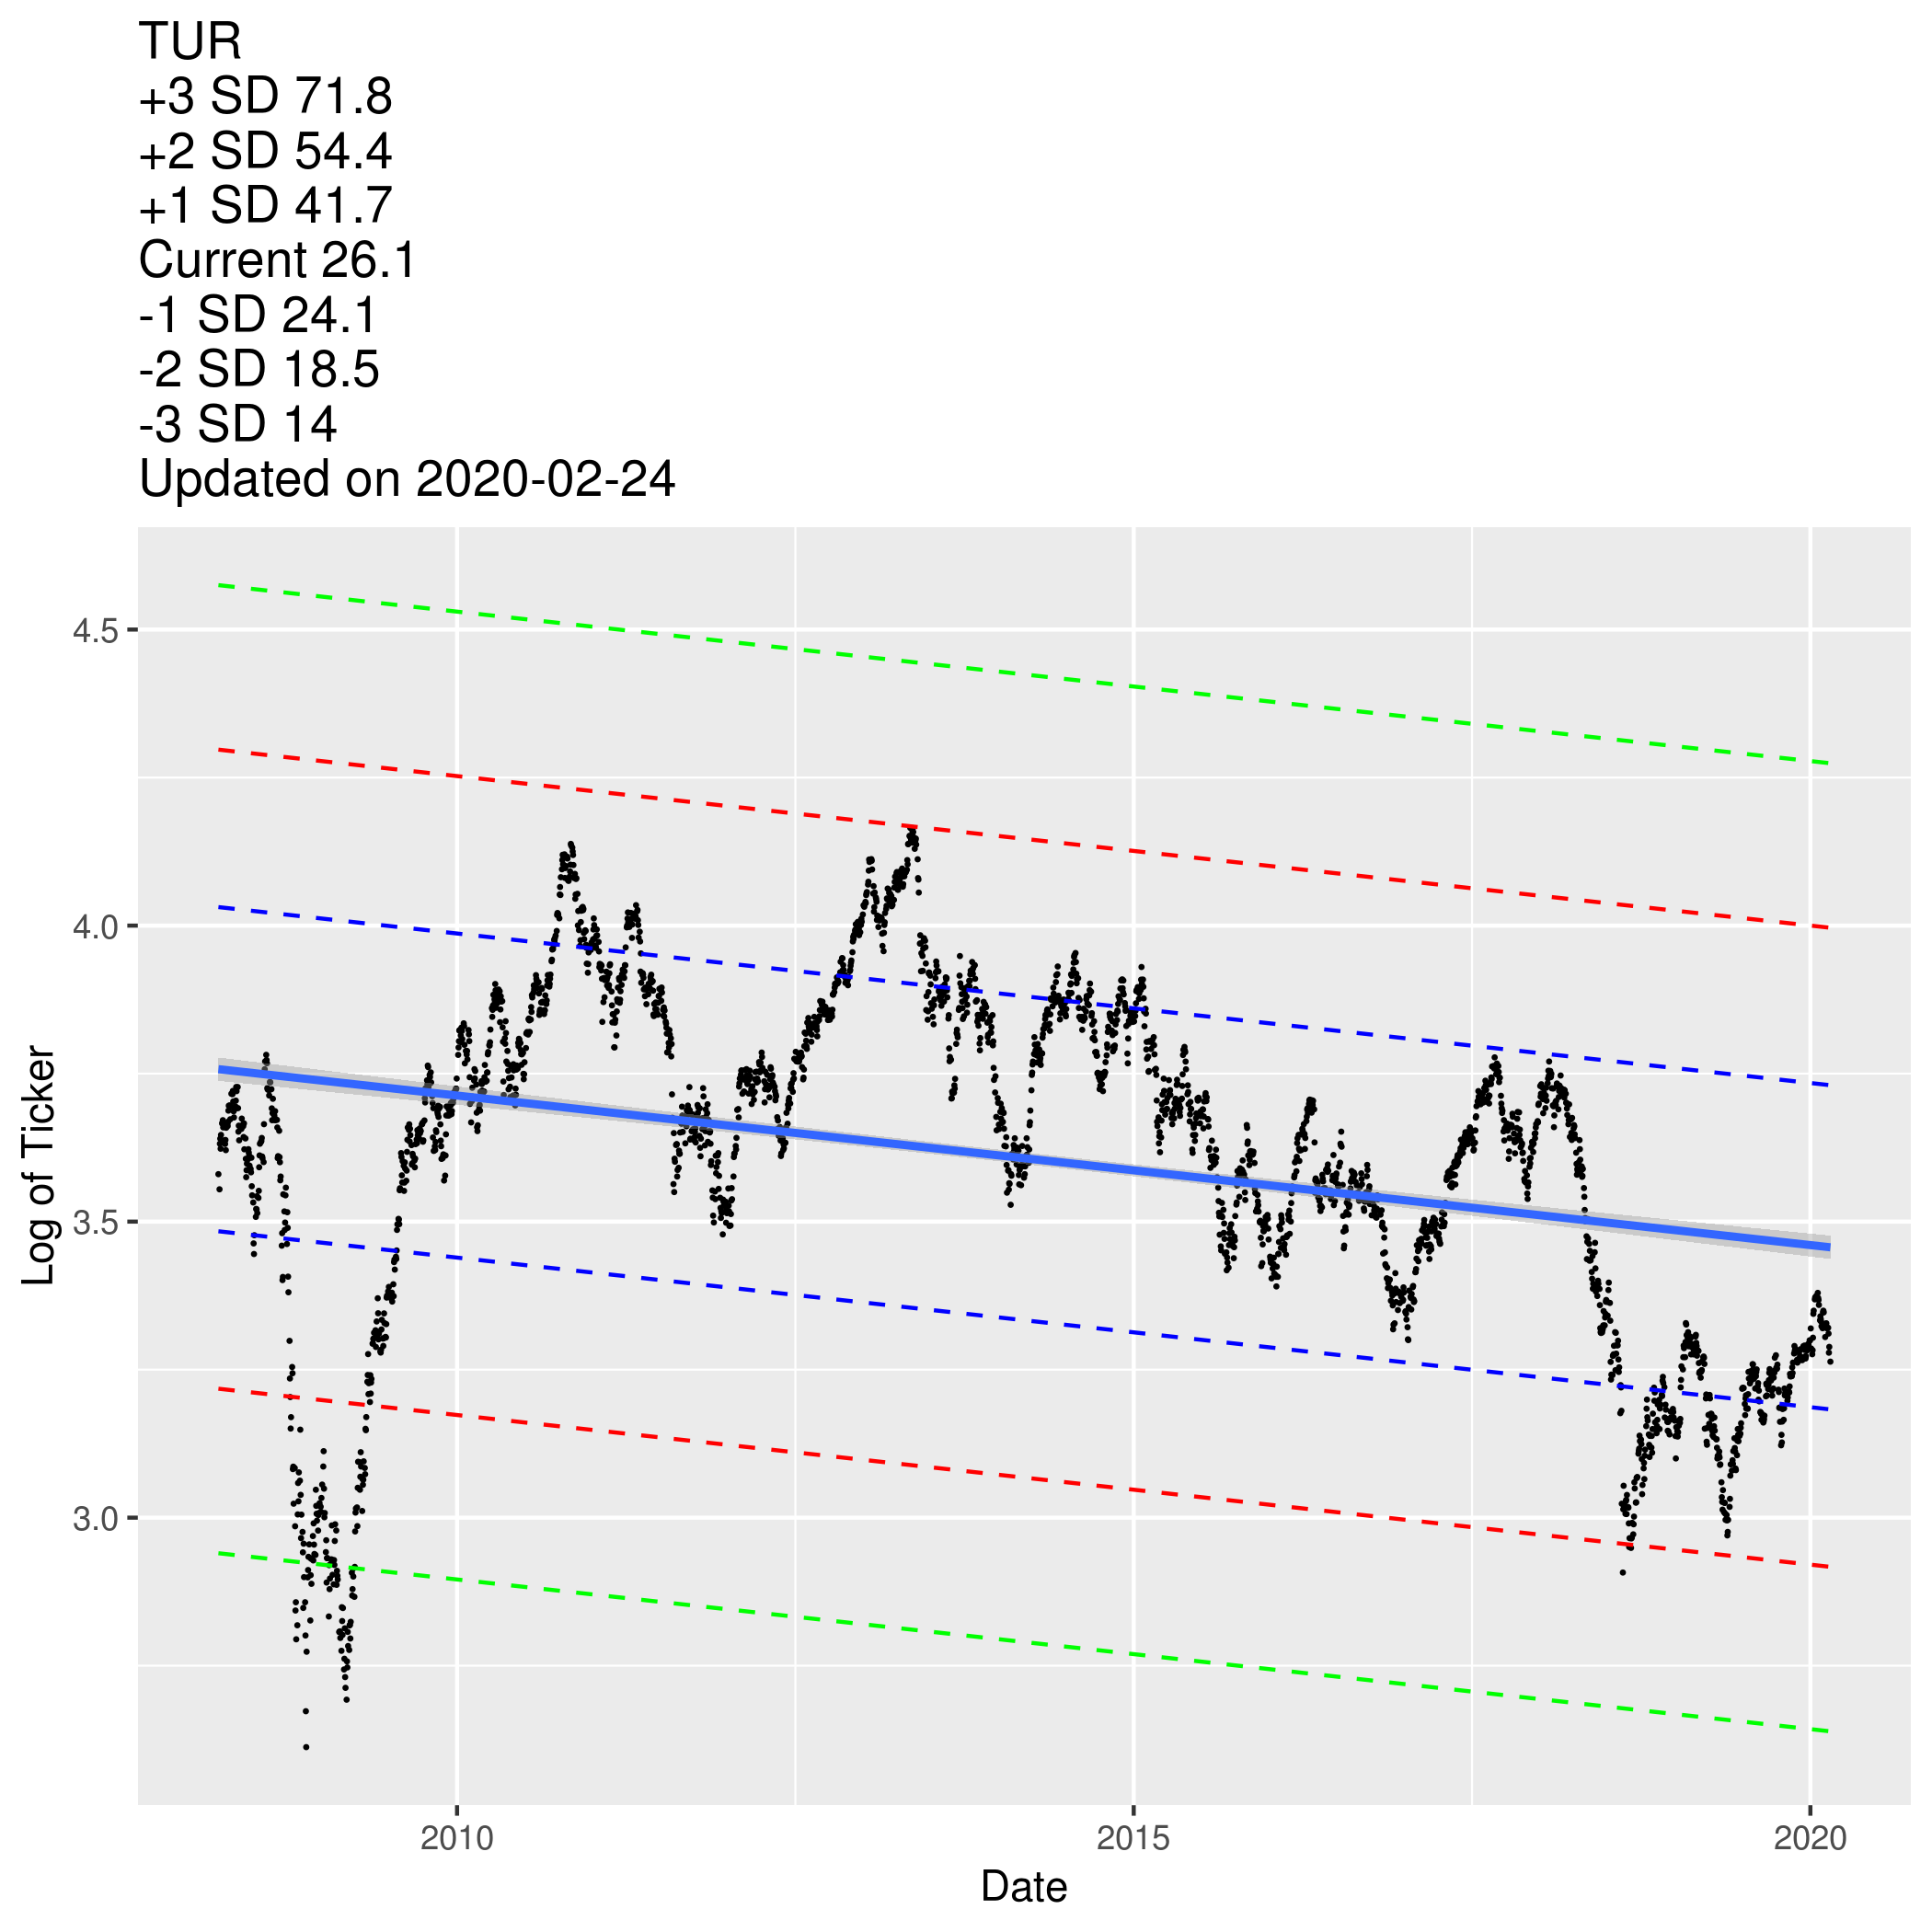 TUR
+3 SD 71.8
+2 SD 54.4
+1 SD 41.7
Current 26.1
-1 SD 24.1
-2 SD 18.5
-3 SD 14
Updated on 2020-02-24
4.5
4.0
3.5
3.0
Log of Ticker
2010
2015
2020
Date